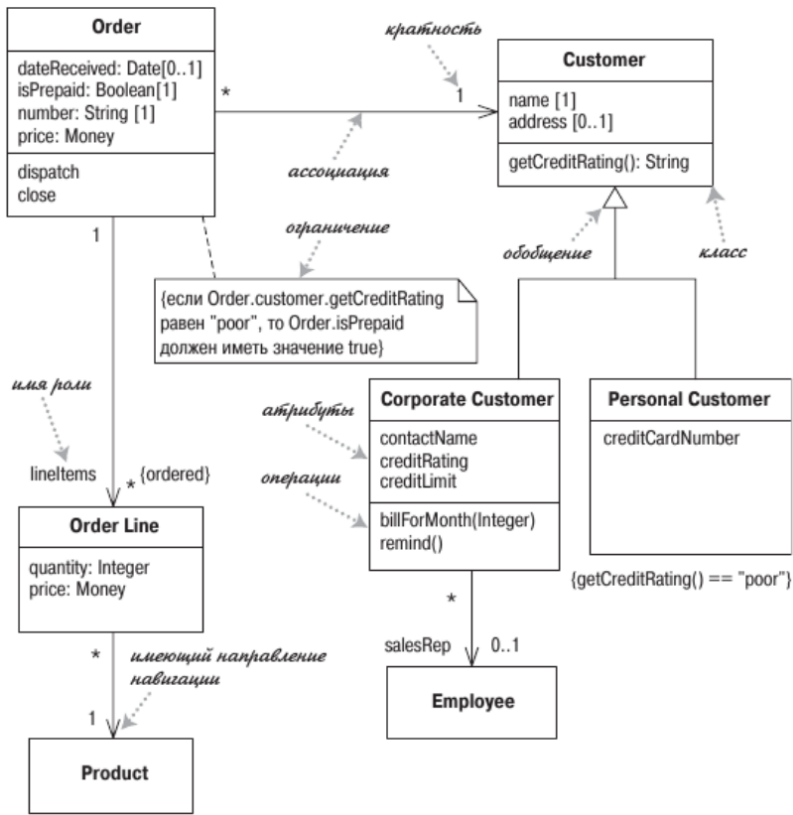 Order
dateReceived: Date[0..1]
isPrepaid: Boolean[1]
number: String [1]
price: Money
dispatch
close
*
кратность
1
ассоциация
Customer
name [1]
address [0..1]
getCreditRating(): String
1
ограничение
обобщение
класс
{если Order.customer.getCreditRating
равен "poor", то Order.isPrepaid
должен иметь значение true}
имя роли
lineItems
* {ordered}
атрибуты
операции
Corporate Customer
contactName
creditRating
creditLimit
billForMonth(Integer)
remind()
Personal Customer
creditCardNumber
{getCreditRating() == "poor"}
Order Line
quantity: Integer
price: Money
*
salesRep
0..1
Employee
*
имеющий направление
навигации
1
Product